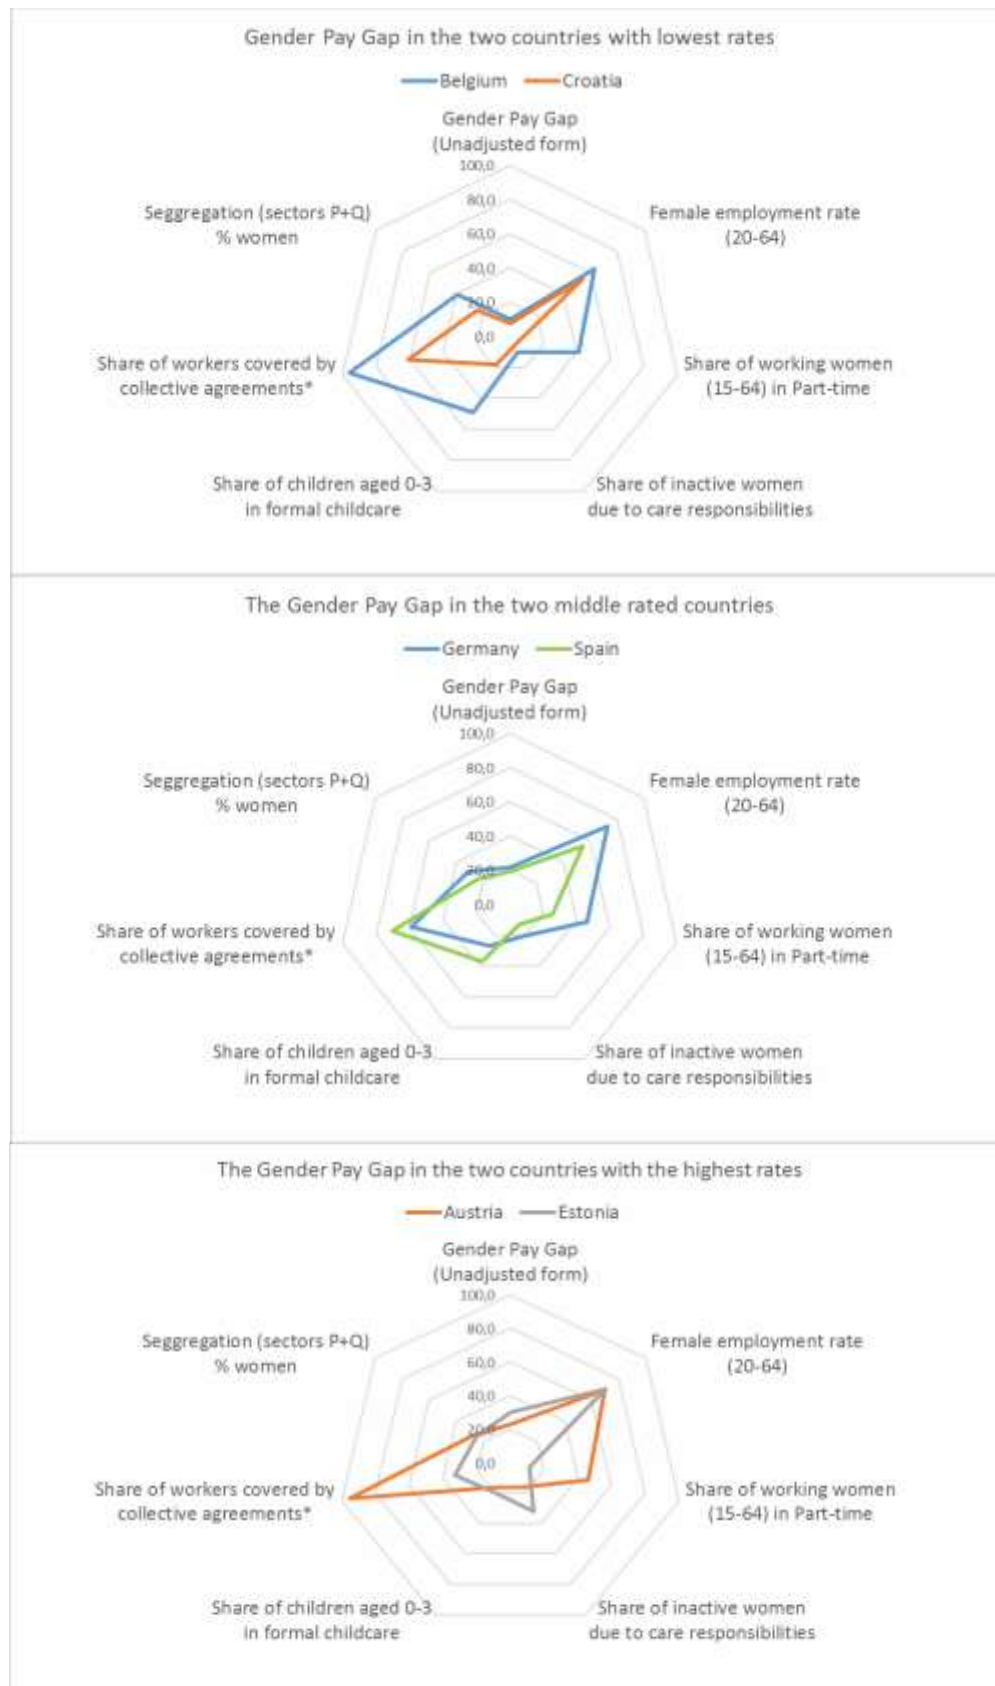 Gender Pay Gap in the two countries with lowest rates
Belgium Croatia
Gender Pay Gap
(Unadjusted form)
100,0
80,0
60,0
40,0
20,0
0,0
Seggregation (sectors P+Q)
% women
Female employment rate
(20-64)
Share of workers covered by
collective agreements*
Share of working women
(15-64) in Part-time
Share of children aged 0-3
in formal childcare
Share of inactive women
due to care responsibilities
The Gender Pay Gap in the two middle rated countries
Germany Spain
Gender Pay Gap
(Unadjusted form)
100,0
80,0
60,0
40,0
20,0
0,0
Seggregation (sectors P+Q)
% women
Female employment rate
(20-64)
Share of workers covered by
collective agreements*
Share of working women
(15-64) in Part-time
Share of children aged 0-3
in formal childcare
Share of inactive women
due to care responsibilities
The Gender Pay Gap in the two countries with the highest rates
Austria Estonia
Gender Pay Gap
(Unadjusted form)
100,0
80,0
60,0
40,0
20,0
0,0
Seggregation (sectors P+Q)
% women
Female employment rate
(20-64)
Share of workers covered by
collective agreements*
Share of working women
(15-64) in Part-time
Share of children aged 0-3
in formal childcare
Share of inactive women
due to care responsibilities